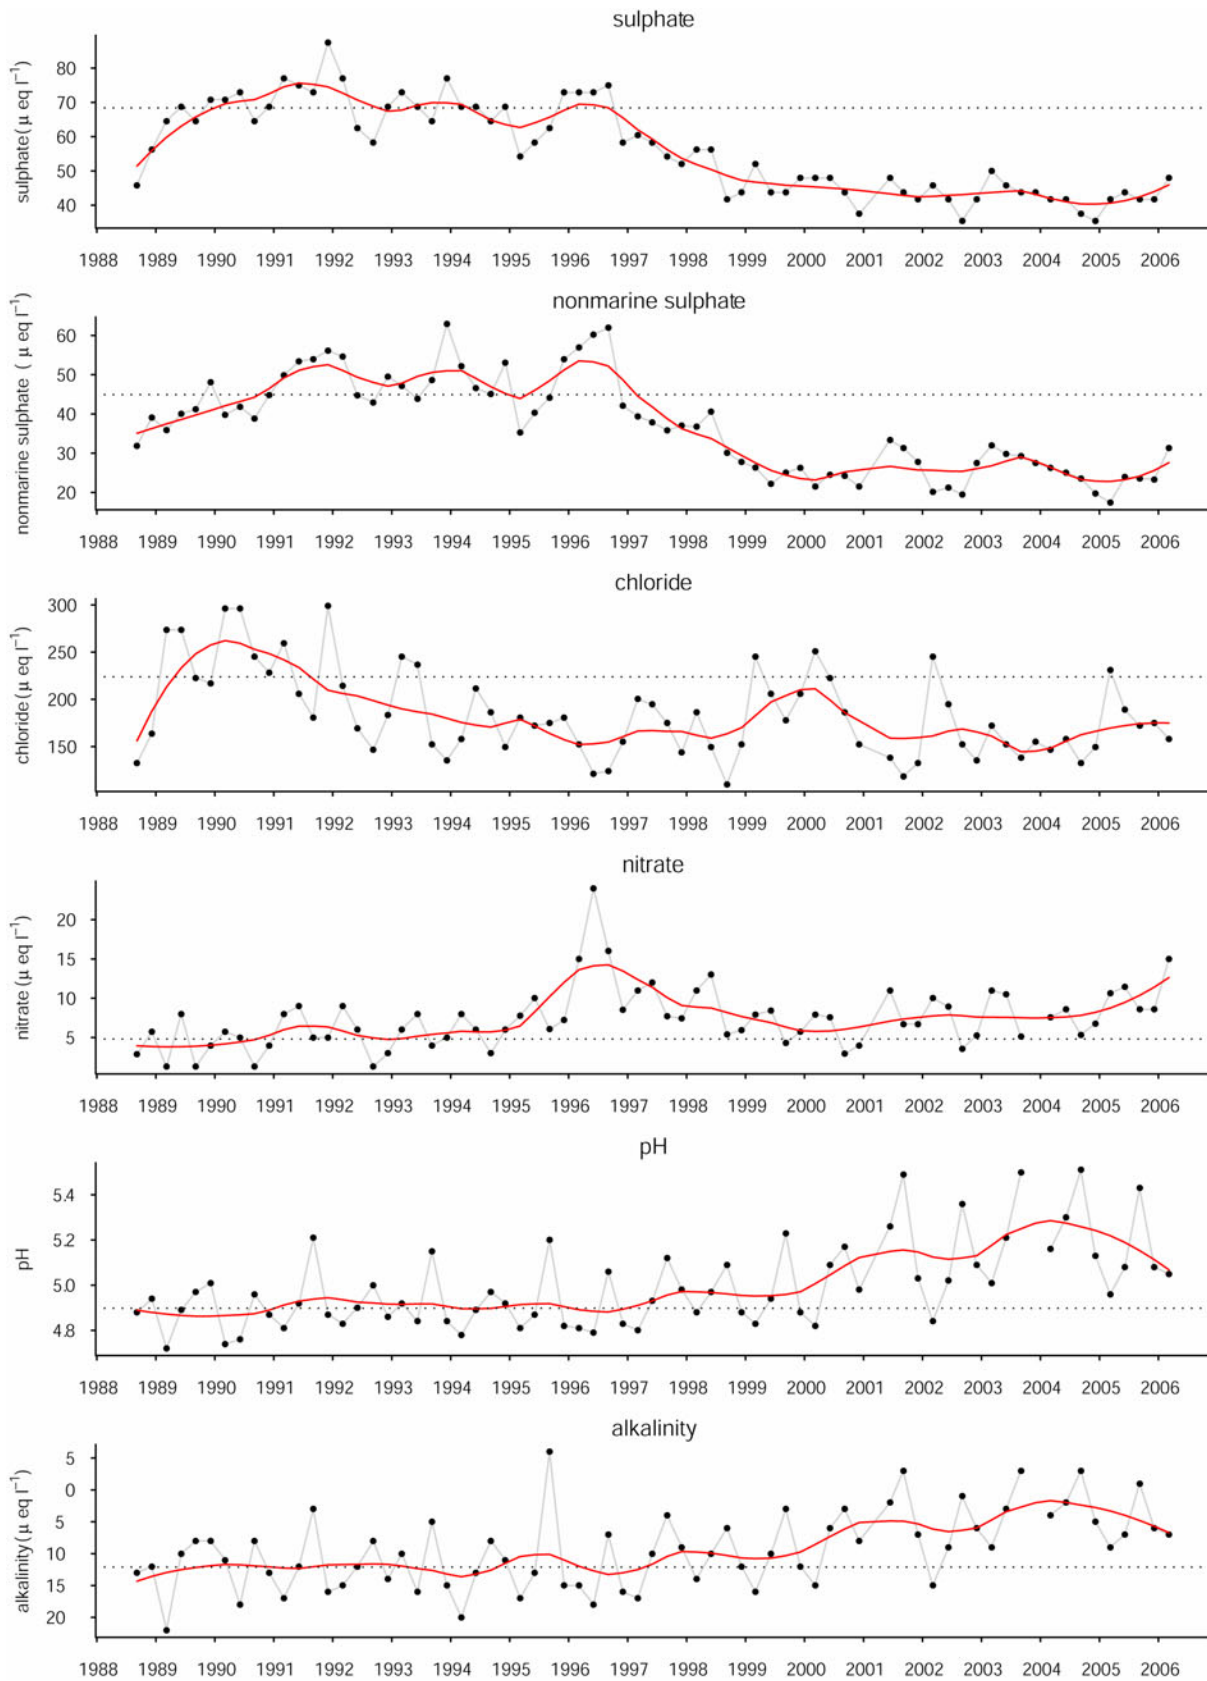 sulphate
sulphate (μ eq l⁻¹)
80
70
60
50
40
1988 1989 1990 1991 1992 1993 1994 1995 1996 1997 1998 1999 2000 2001 2002 2003 2004 2005 2006
nonmarine sulphate
nonmarine sulphate (μ eq l⁻¹)
60
50
40
30
20
1988 1989 1990 1991 1992 1993 1994 1995 1996 1997 1998 1999 2000 2001 2002 2003 2004 2005 2006
chloride
chloride (μ eq l⁻¹)
300
250
200
150
1988 1989 1990 1991 1992 1993 1994 1995 1996 1997 1998 1999 2000 2001 2002 2003 2004 2005 2006
nitrate
nitrate (μ eq l⁻¹)
20
15
10
5
1988 1989 1990 1991 1992 1993 1994 1995 1996 1997 1998 1999 2000 2001 2002 2003 2004 2005 2006
pH
pH
5.4
5.2
5.0
4.8
1988 1989 1990 1991 1992 1993 1994 1995 1996 1997 1998 1999 2000 2001 2002 2003 2004 2005 2006
alkalinity
alkalinity (μ eq l⁻¹)
5
0
5
10
15
20
1988 1989 1990 1991 1992 1993 1994 1995 1996 1997 1998 1999 2000 2001 2002 2003 2004 2005 2006